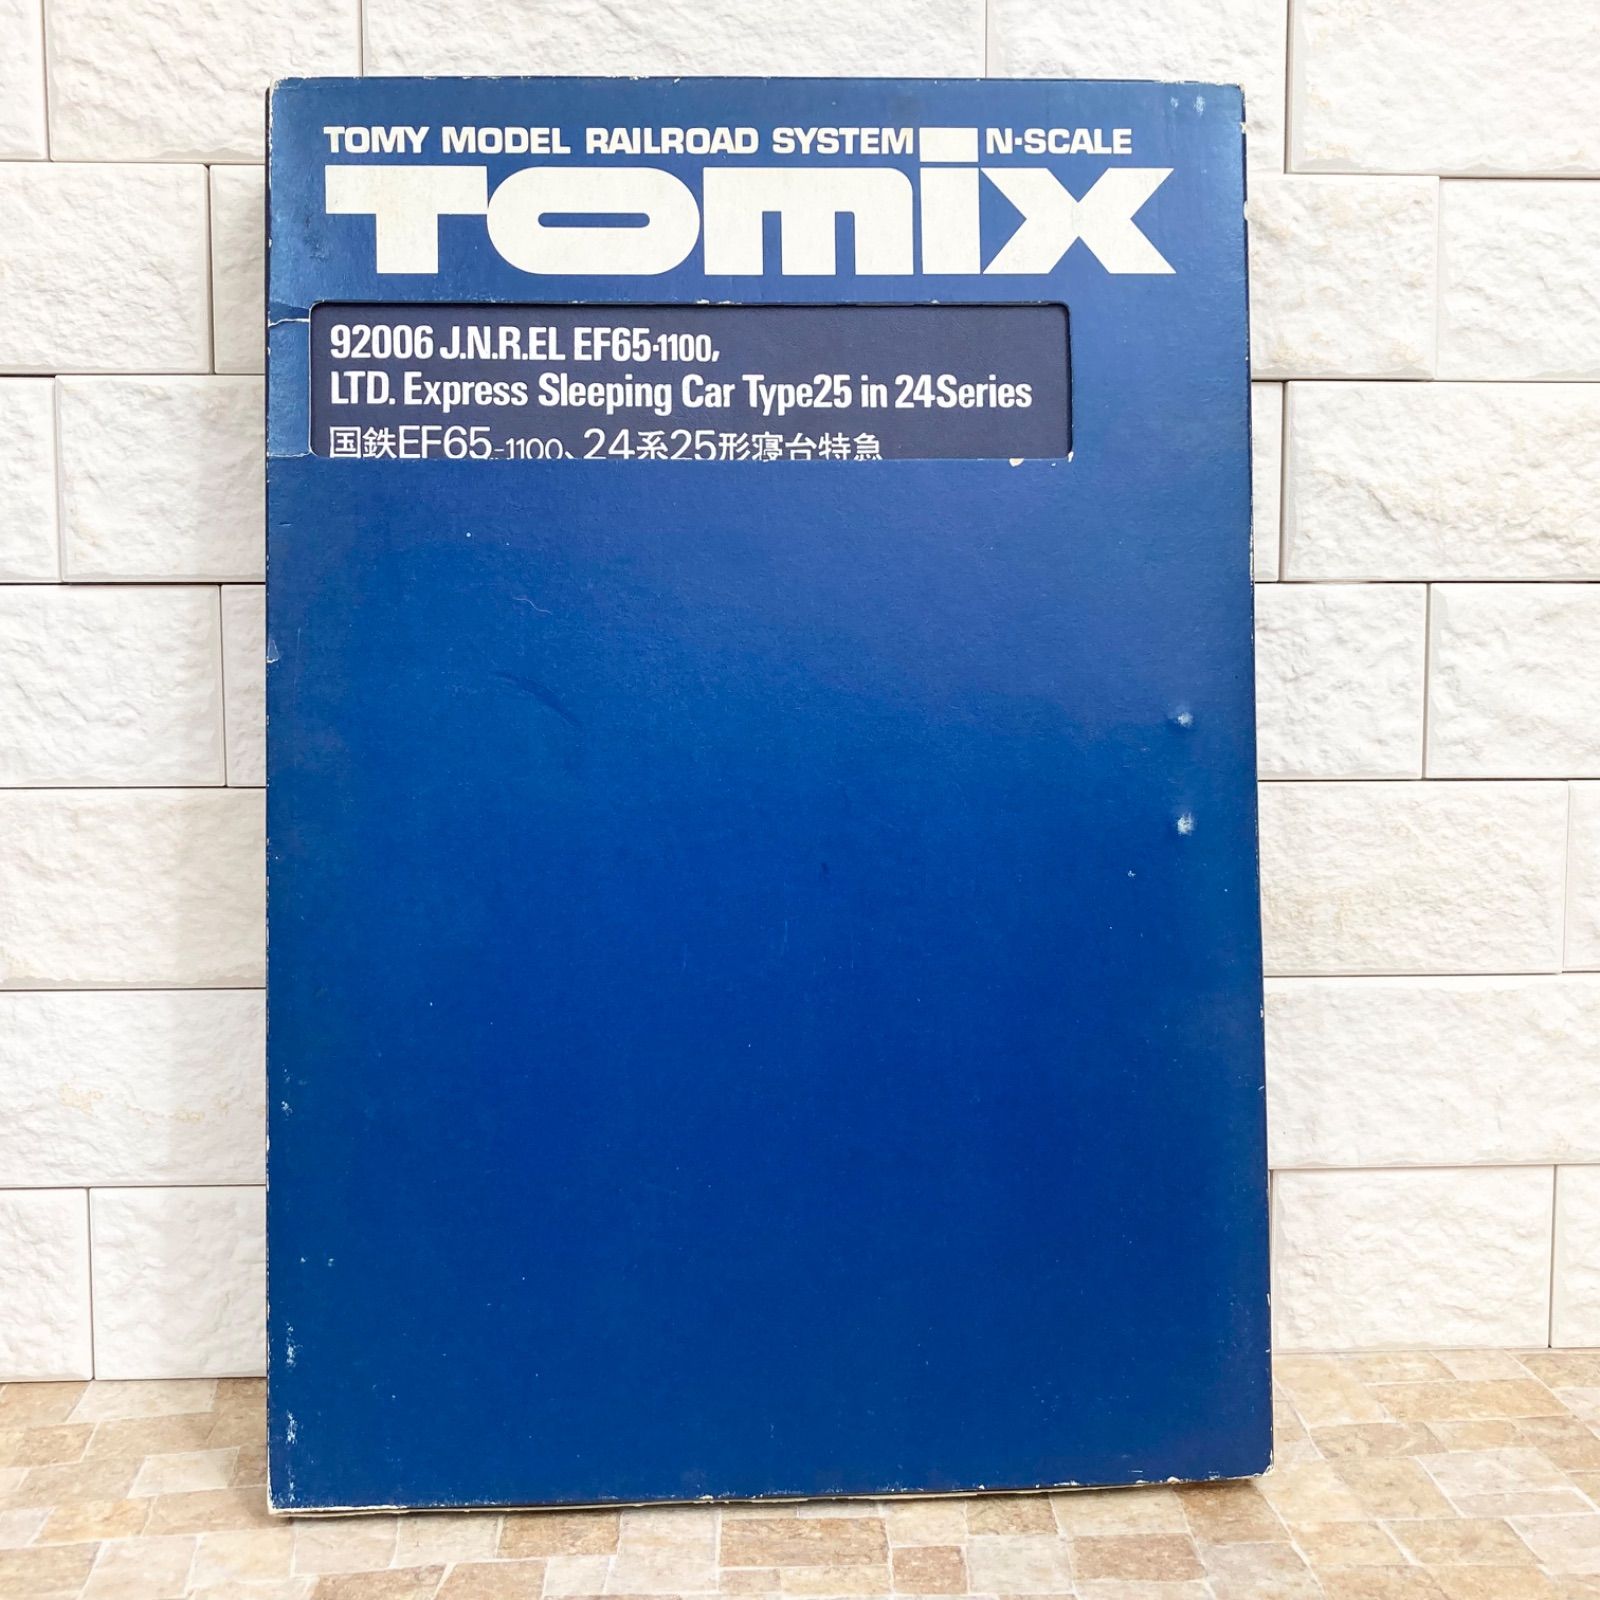 TOMY MODEL RAILROAD SYSTEM N·SCALE
TOMIX
92006 J.N.R.EL EF65-1100,
LTD. Express Sleeping Car Type25 in 24Series
国鉄EF65-1100、24系25形寝台特急